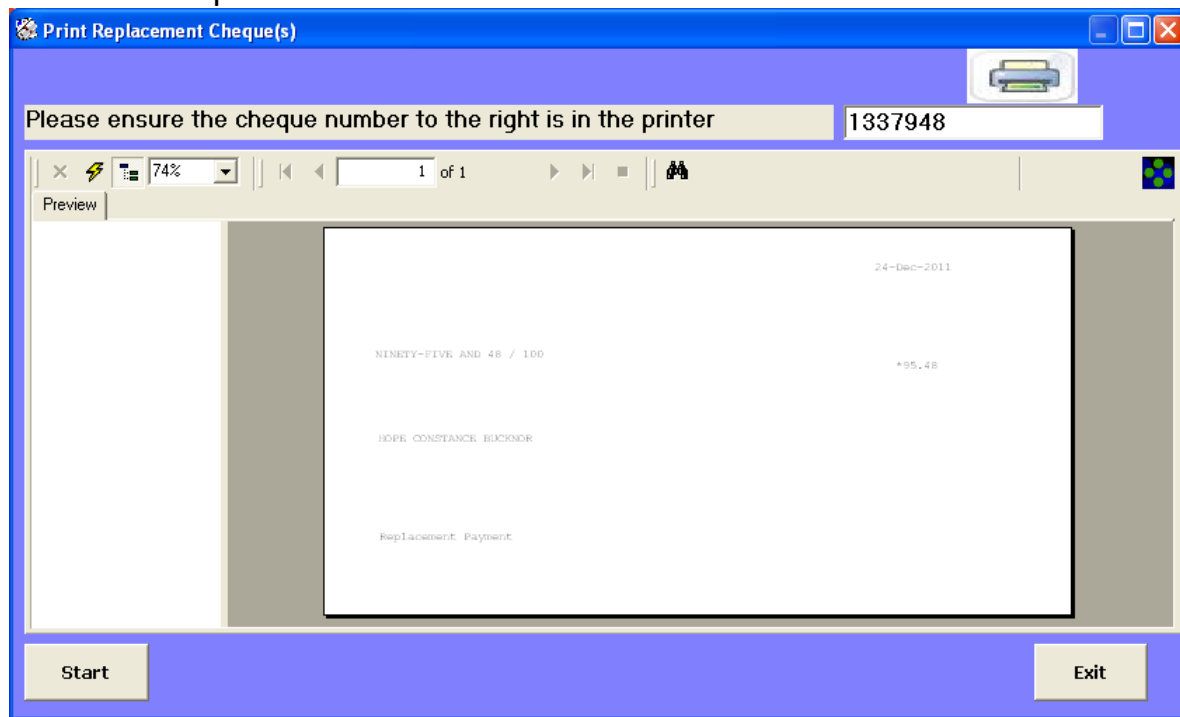 Print Replacement Cheque(s)
Please ensure the cheque number to the right is in the printer 1337948
74% 1 of 1
Preview
24-Dec-2011
NINETY-FIVE AND 48 / 100
*95.48
HOPE CONSTANCE BUCKNOR
Replacement Payment
Start Exit